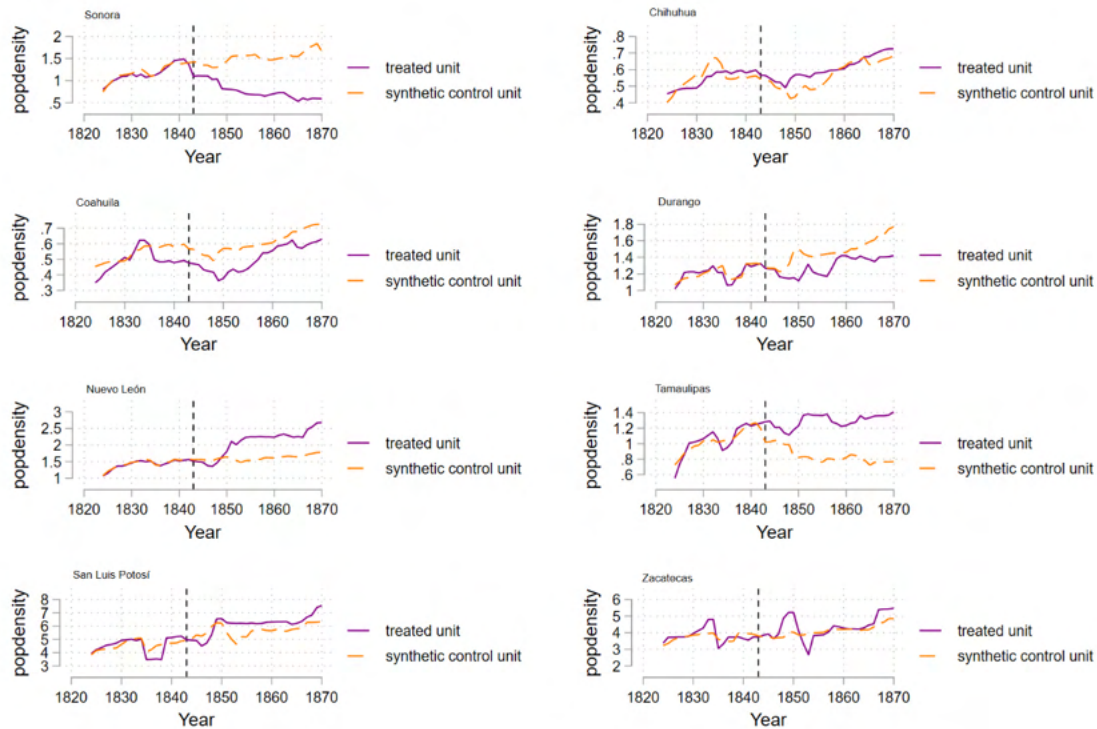 Sonora
popdensity
2
1.5
1
.5
1820 1830 1840 1850 1860 1870
Year
treated unit
synthetic control unit
Chihuhua
popdensity
.8
.7
.6
.5
.4
1820 1830 1840 1850 1860 1870
year
treated unit
synthetic control unit
Coahuila
popdensity
.7
.6
.5
.4
.3
1820 1830 1840 1850 1860 1870
Year
treated unit
synthetic control unit
Durango
popdensity
1.8
1.6
1.4
1.2
1
1820 1830 1840 1850 1860 1870
Year
treated unit
synthetic control unit
Nuevo León
popdensity
3
2.5
2
1.5
1
1820 1830 1840 1850 1860 1870
Year
treated unit
synthetic control unit
Tamaulipas
popdensity
1.4
1.2
1
.8
.6
1820 1830 1840 1850 1860 1870
Year
treated unit
synthetic control unit
San Luis Potosí
popdensity
8
7
6
5
4
3
1820 1830 1840 1850 1860 1870
Year
treated unit
synthetic control unit
Zacatecas
popdensity
6
5
4
3
2
1820 1830 1840 1850 1860 1870
Year
treated unit
synthetic control unit